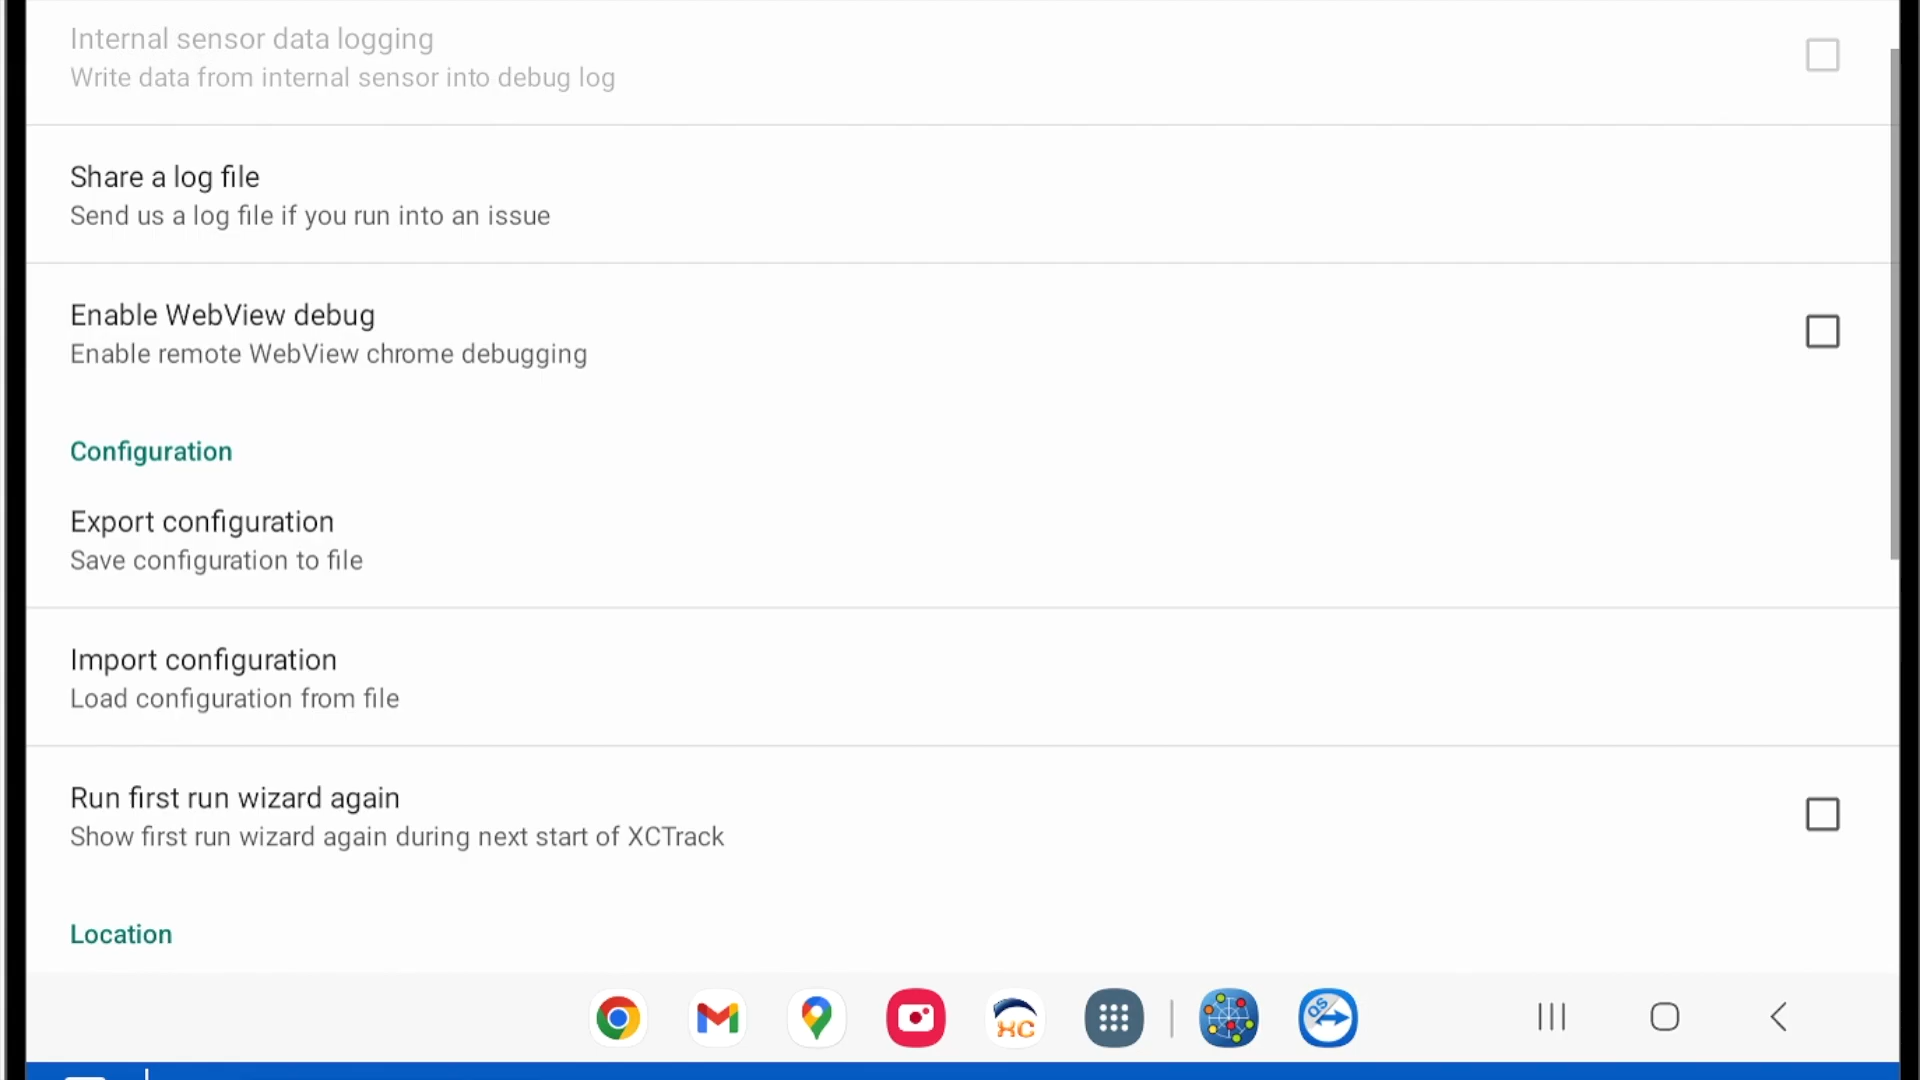 Internal sensor data logging
Write data from internal sensor into debug log
Share a log file
Send us a log file if you run into an issue
Enable WebView debug
Enable remote WebView chrome debugging
Configuration
Export configuration
Save configuration to file
Import configuration
Load configuration from file
Run first run wizard again
Show first run wizard again during next start of XCTrack
Location
XC
QS